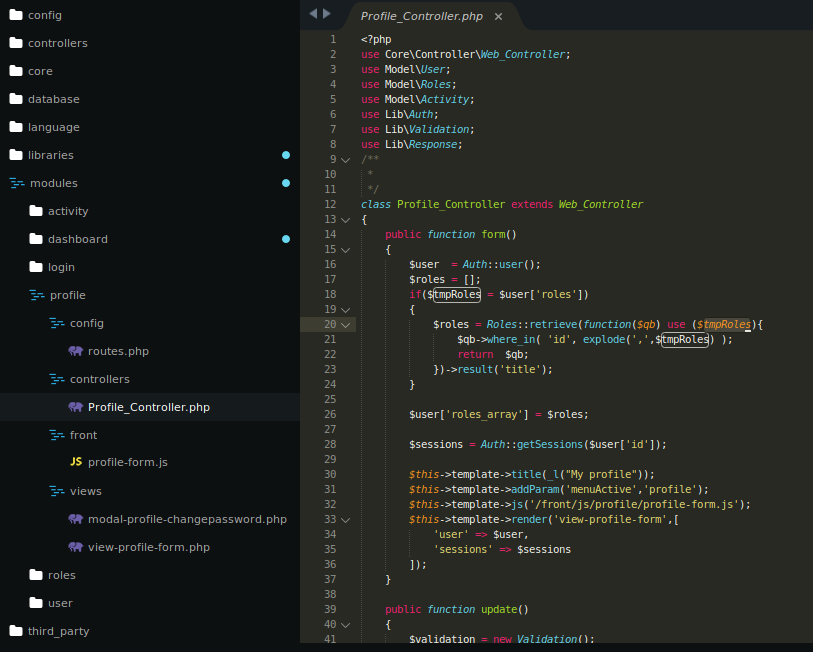 config
controllers
core
database
language
libraries
modules
activity
dashboard
login
profile
config
routes.php
controllers
Profile_Controller.php
front
JS profile-form.js
views
modal-profile-changepassword.php
view-profile-form.php
roles
user
third_party
Profile_Controller.php ×
1 <?php
2 use Core\Controller\Web_Controller;
3 use Model\User;
4 use Model\Roles;
5 use Model\Activity;
6 use Lib\Auth;
7 use Lib\Validation;
8 use Lib\Response;
9 /**
10 *
11 */
12 class Profile_Controller extends Web_Controller
13 {
14 public function form()
15 {
16 $user = Auth::user();
17 $roles = [];
18 if($tmpRoles = $user['roles'])
19 {
20 $roles = Roles::retrieve(function($qb) use ($tmpRoles){
21 $qb->where_in( 'id', explode(',',$tmpRoles) );
22 return $qb;
23 })->result('title');
24 }
25
26 $user['roles_array'] = $roles;
27
28 $sessions = Auth::getSessions($user['id']);
29
30 $this->template->title(_l("My profile"));
31 $this->template->addParam('menuActive','profile');
32 $this->template->js('/front/js/profile/profile-form.js');
33 $this->template->render('view-profile-form',[
34 'user' => $user,
35 'sessions' => $sessions
36 ]);
37 }
38
39 public function update()
40 {
41 $validation = new Validation();